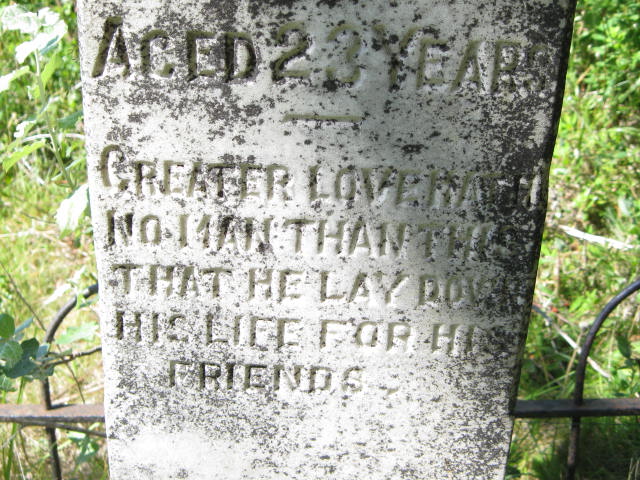 AGED 23 YEARS
GREATER LOVE HATH
NO MAN THAN THIS
THAT HE LAY DOWN
HIS LIFE FOR HIS
FRIENDS.